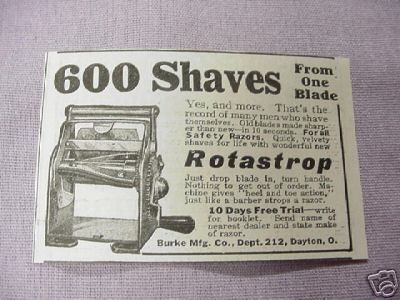 600 Shaves From
One
Blade
Yes, and more. That's the
record of many men who shave
themselves. Old blades made sharp-
er than new—in 10 seconds. For all
Safety Razors. Quick, velvety
shaves for life with wonderful new
Rotastrop
Just drop blade in, turn handle.
Nothing to get out of order. Ma-
chine gives "heel and toe action,"
just like a barber strops a razor.
10 Days Free Trial—write
for booklet. Send name of
nearest dealer and state make
of razor.
Burke Mfg. Co., Dept. 212, Dayton, O.
eb